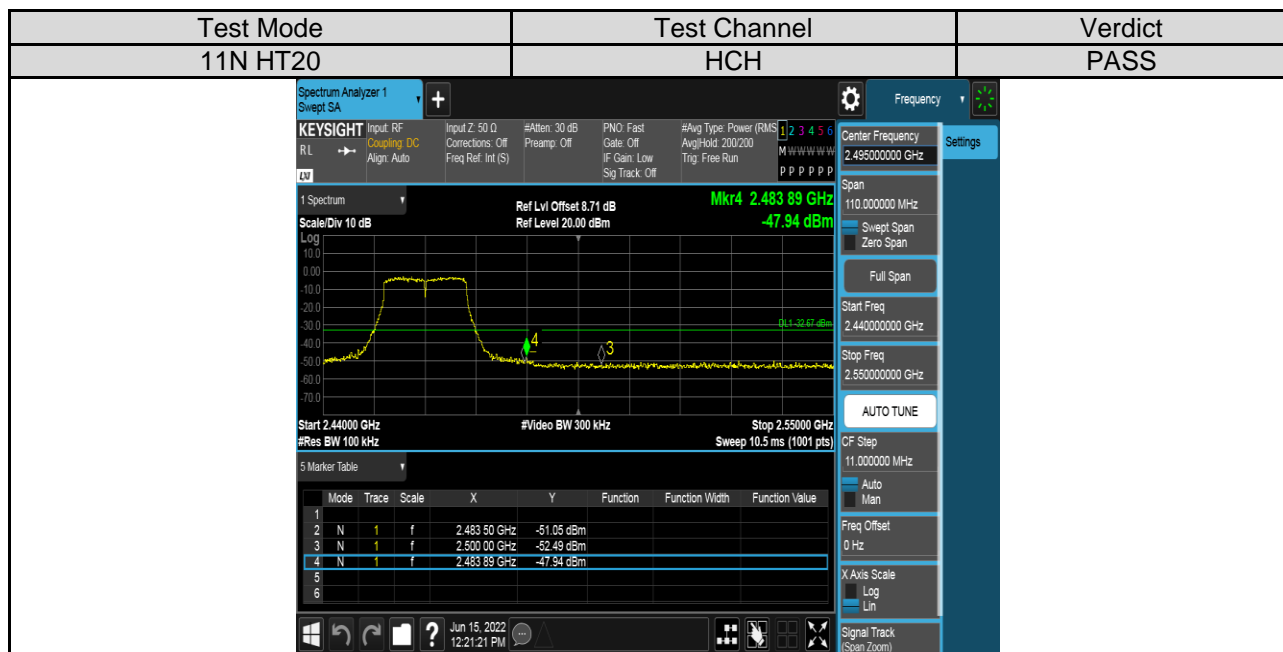 Test Mode Test Channel Verdict
11N HT20 HCH PASS
Spectrum Analyzer 1
Swept SA
Frequency
KEYSIGHT
RL
LXI
Input: RF
Coupling: DC
Align: Auto
Input Z: 50 Ω
Corrections: Off
Freq Ref: Int (S)
#Atten: 30 dB
Preamp: Off
PNO: Fast
Gate: Off
IF Gain: Low
Sig Track: Off
#Avg Type: Power (RMS
Avg|Hold: 200/200
Trig: Free Run
1 2 3 4 5 6
M W W W W W
P P P P P P
1 Spectrum
Scale/Div 10 dB
Ref Lvl Offset 8.71 dB
Ref Level 20.00 dBm
Mkr4 2.483 89 GHz
-47.94 dBm
Log
10.0
0.00
-10.0
-20.0
-30.0
-40.0
-50.0
-60.0
-70.0
DL1 -32.67 dBm
4
3
Start 2.44000 GHz #Video BW 300 kHz Stop 2.55000 GHz
#Res BW 100 kHz Sweep 10.5 ms (1001 pts)
5 Marker Table
Mode Trace Scale X Y Function Function Width Function Value
1
2 N 1 f 2.483 50 GHz -51.05 dBm
3 N 1 f 2.500 00 GHz -52.49 dBm
4 N 1 f 2.483 89 GHz -47.94 dBm
5
6
Jun 15, 2022
12:21:21 PM
Center Frequency
2.495000000 GHz
Settings
Span
110.000000 MHz
Swept Span
Zero Span
Full Span
Start Freq
2.440000000 GHz
Stop Freq
2.550000000 GHz
AUTO TUNE
CF Step
11.000000 MHz
Auto
Man
Freq Offset
0 Hz
X Axis Scale
Log
Lin
Signal Track
(Span Zoom)